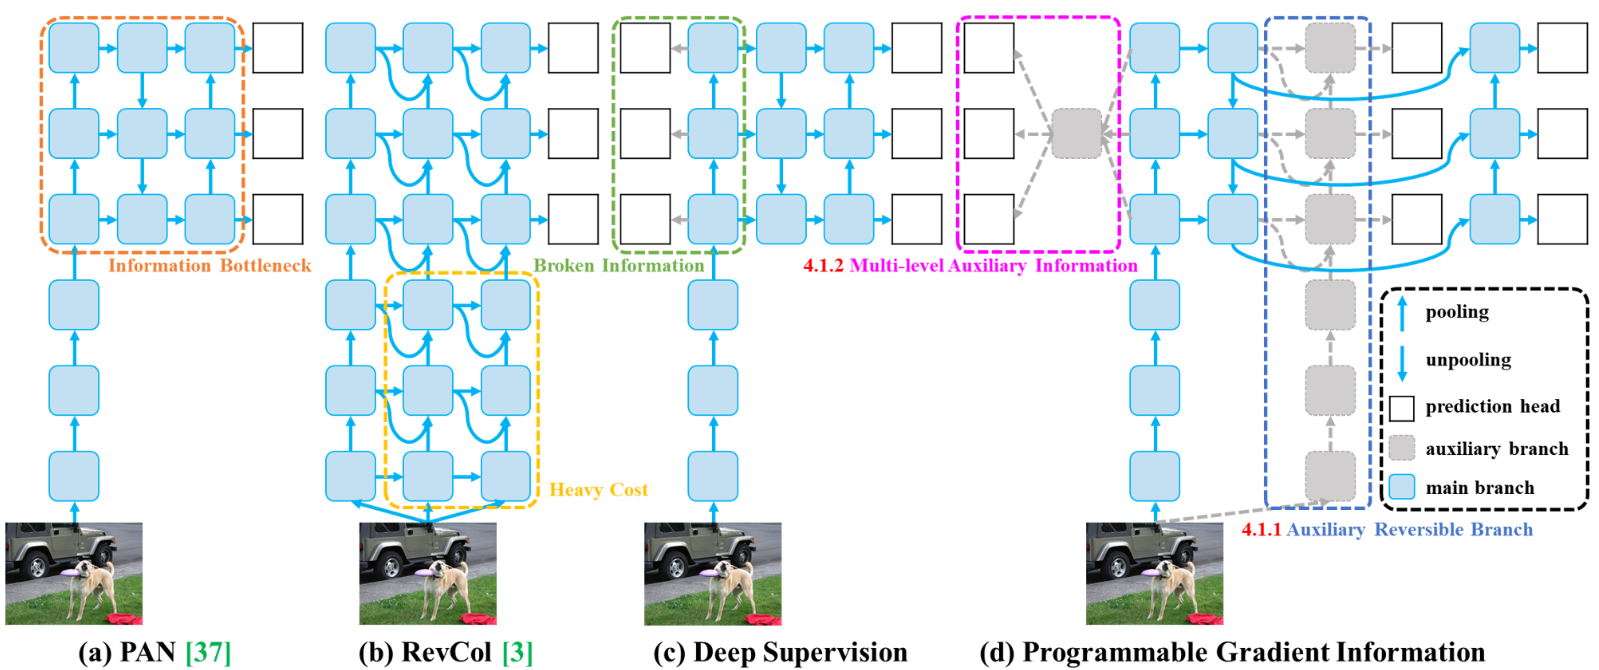 Information Bottleneck
Broken Information
4.1.2 Multi-level Auxiliary Information
pooling
unpooling
prediction head
auxiliary branch
main branch
Heavy Cost
4.1.1 Auxiliary Reversible Branch
(a) PAN [37]
(b) RevCol [3]
(c) Deep Supervision
(d) Programmable Gradient Information